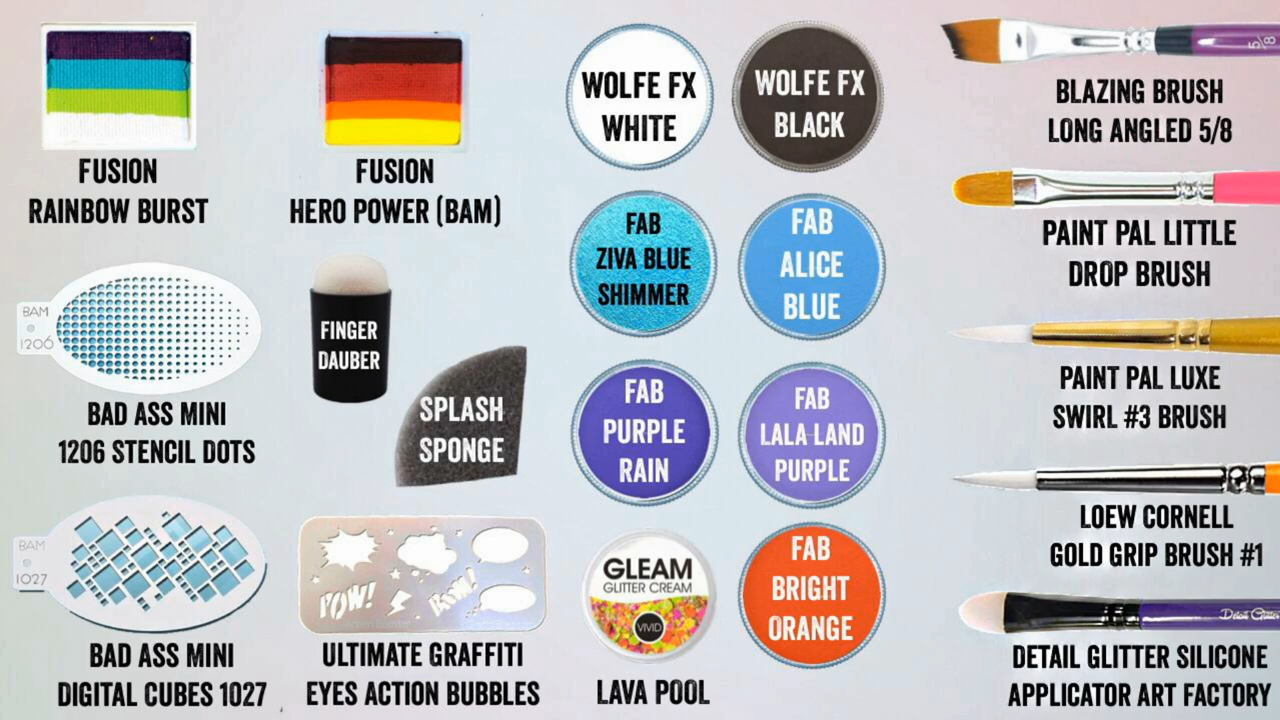 FUSION
RAINBOW BURST
FUSION
HERO POWER (BAM)
WOLFE FX
WHITE
WOLFE FX
BLACK
5/8
BLAZING BRUSH
LONG ANGLED 5/8
FAB
ZIVA BLUE
SHIMMER
FAB
ALICE
BLUE
PAINT PAL LITTLE
DROP BRUSH
BAM
1206
BAD ASS MINI
1206 STENCIL DOTS
FINGER
DAUBER
SPLASH
SPONGE
FAB
PURPLE
RAIN
FAB
LALA LAND
PURPLE
PAINT PAL LUXE
SWIRL #3 BRUSH
LOEW CORNELL
GOLD GRIP BRUSH #1
BAM
1027
BAD ASS MINI
DIGITAL CUBES 1027
POW!
ULTIMATE GRAFFITI
EYES ACTION BUBBLES
GLEAM
GLITTER CREAM
VIVID
LAVA POOL
FAB
BRIGHT
ORANGE
DETAIL GLITTER SILICONE
APPLICATOR ART FACTORY